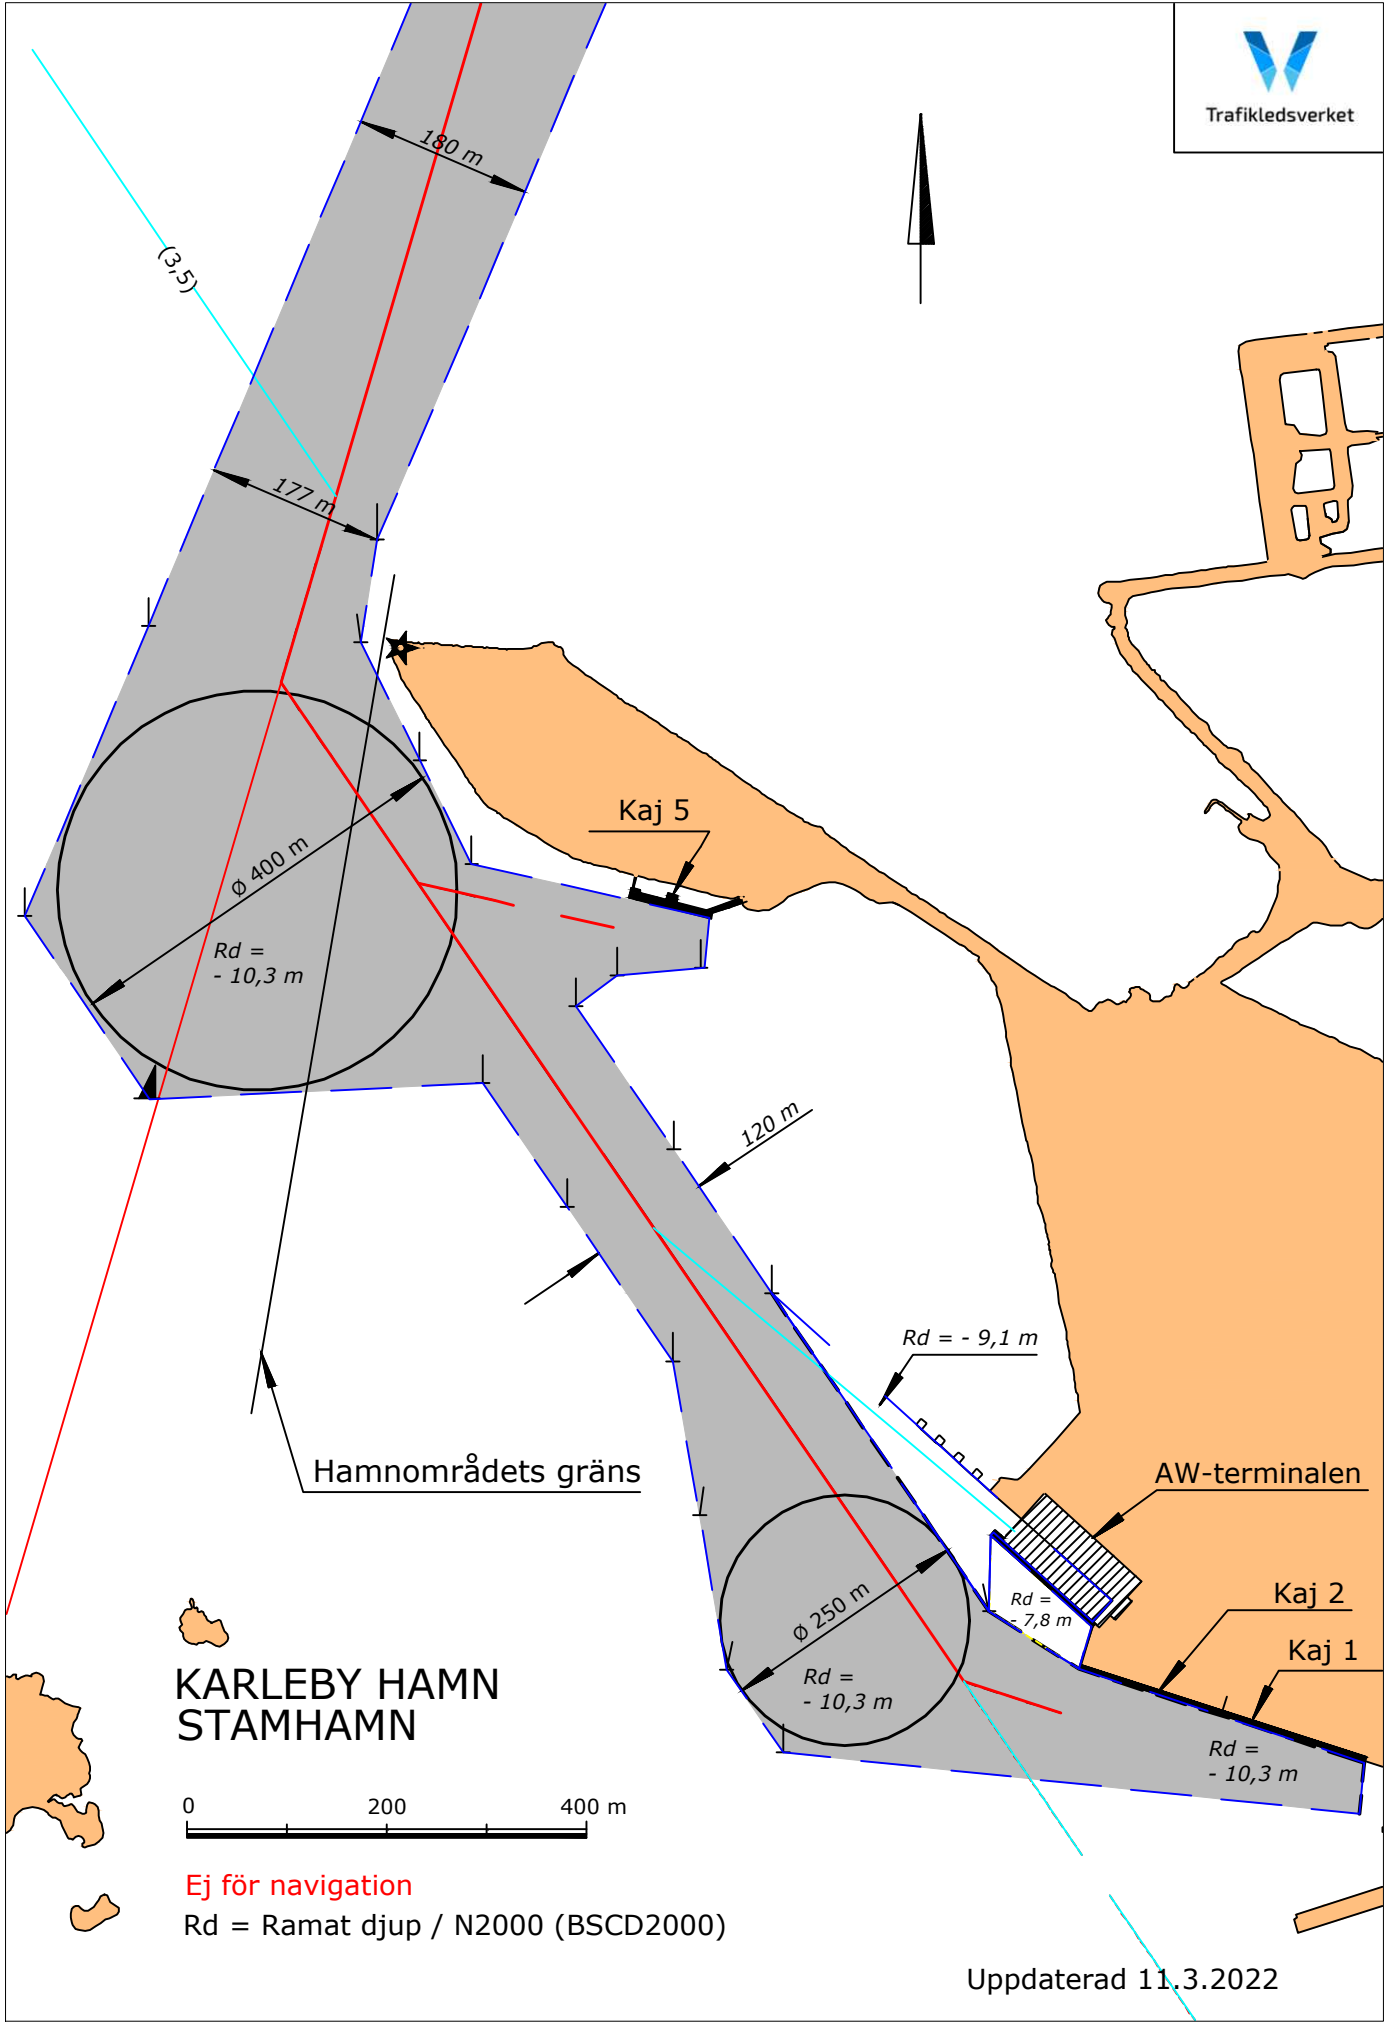 Trafikledsverket
180 m
(3,5)
177 m
Kaj 5
Ø 400 m
Rd =
- 10,3 m
120 m
Rd = - 9,1 m
Hamnområdets gräns
AW-terminalen
Rd =
- 7,8 m
Kaj 2
Ø 250 m
Kaj 1
Rd =
- 10,3 m
KARLEBY HAMN
STAMHAMN
Rd =
- 10,3 m
0 200 400 m
Ej för navigation
Rd = Ramat djup / N2000 (BSCD2000)
Uppdaterad 11.3.2022